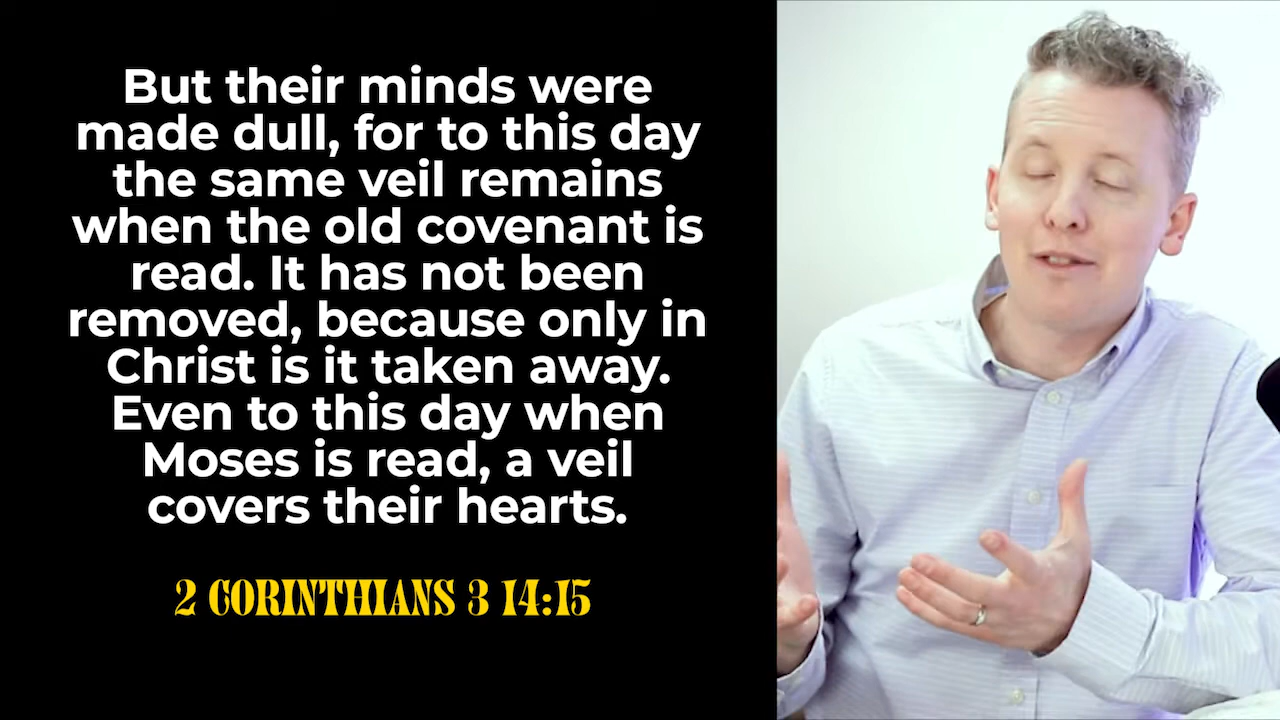 But their minds were
made dull, for to this day
the same veil remains
when the old covenant is
read. It has not been
removed, because only in
Christ is it taken away.
Even to this day when
Moses is read, a veil
covers their hearts.
2 CORINTHIANS 3 14:15